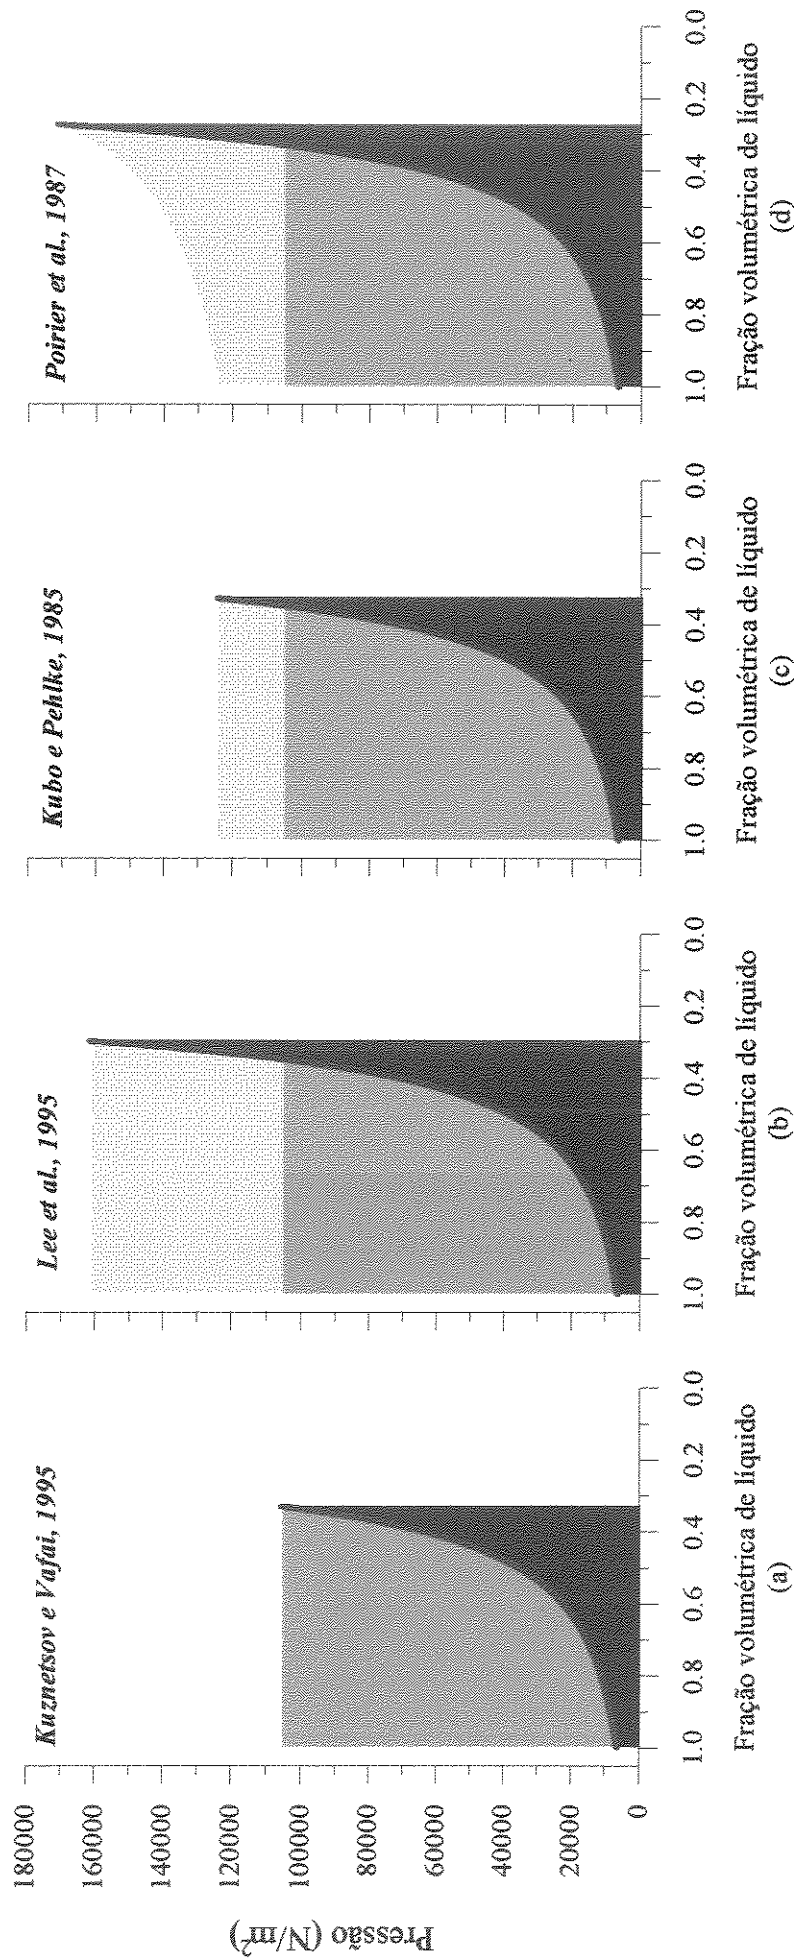 Pressão (N/m²)
180000
160000
140000
120000
100000
80000
60000
40000
20000
0
Kuznetsov e Vafai, 1995
1.0 0.8 0.6 0.4 0.2 0.0
Fração volumétrica de líquido
(a)
Lee et al., 1995
1.0 0.8 0.6 0.4 0.2 0.0
Fração volumétrica de líquido
(b)
Kubo e Pehlke, 1985
1.0 0.8 0.6 0.4 0.2 0.0
Fração volumétrica de líquido
(c)
Poirier et al., 1987
1.0 0.8 0.6 0.4 0.2 0.0
Fração volumétrica de líquido
(d)